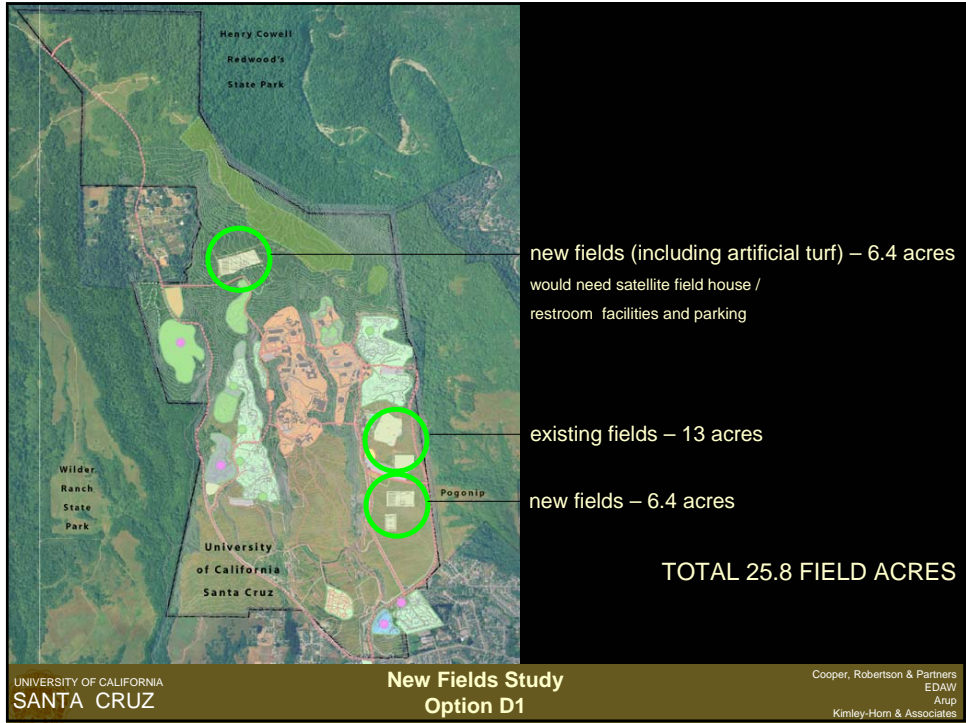 Henry Cowell
Redwood's
State Park
new fields (including artificial turf) – 6.4 acres
would need satellite field house /
restroom facilities and parking
existing fields – 13 acres
Wilder
Ranch
State
Park
Pogonip
new fields – 6.4 acres
University
of California
Santa Cruz
TOTAL 25.8 FIELD ACRES
UNIVERSITY OF CALIFORNIA
SANTA CRUZ
New Fields Study
Option D1
Cooper, Robertson & Partners
EDAW
Arup
Kimley-Horn & Associates